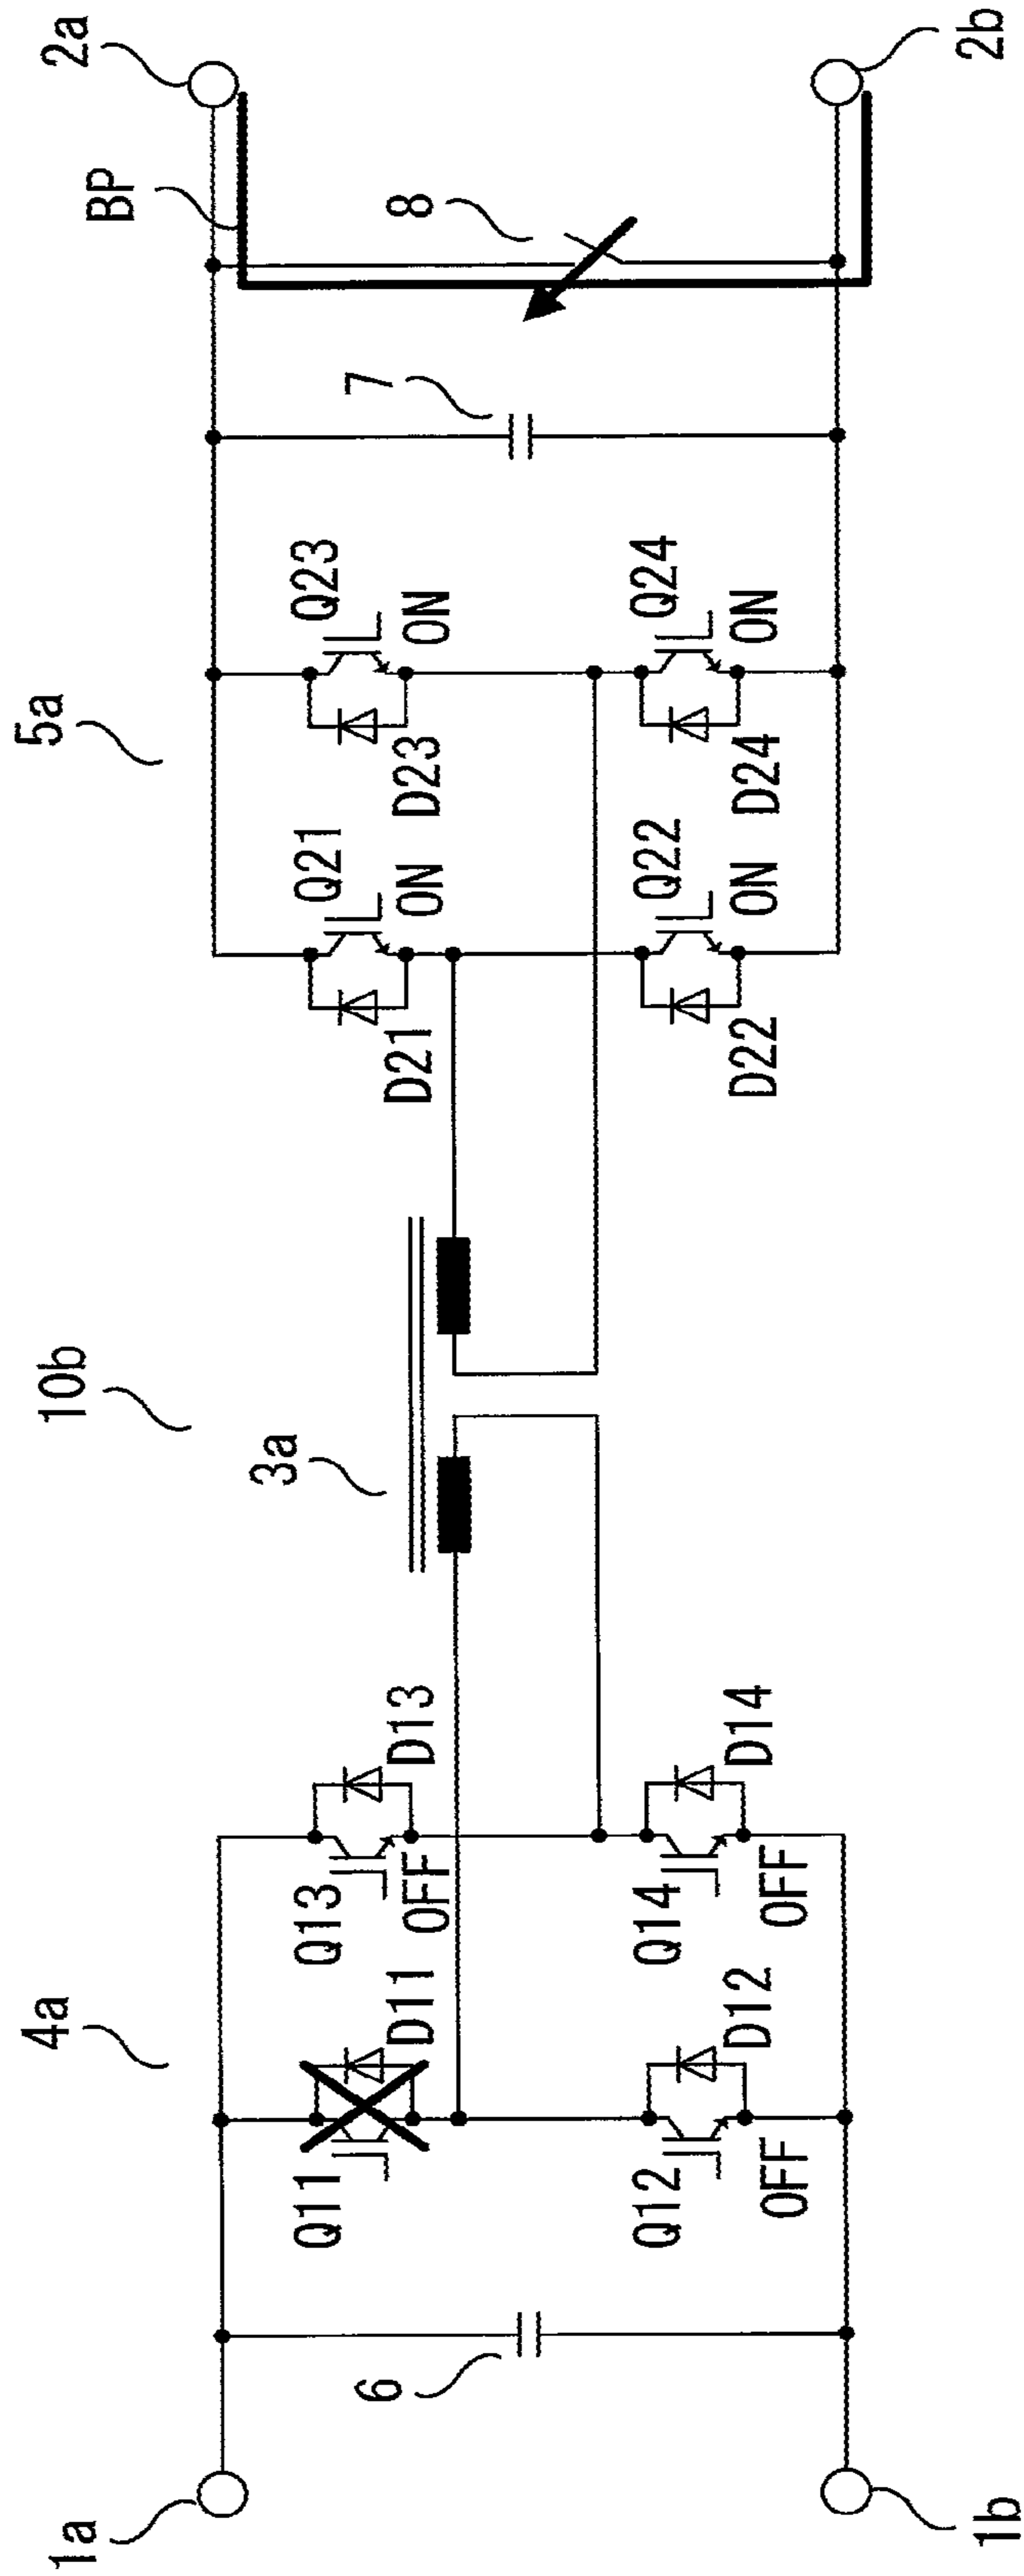 10b
4a
3a
5a
1a
2a
BP
Q11
D11
Q13
D13
OFF
D21
Q21
ON
D23
Q23
ON
6
7
8
Q12
D12
OFF
Q14
D14
OFF
D22
Q22
ON
D24
Q24
ON
1b
2b